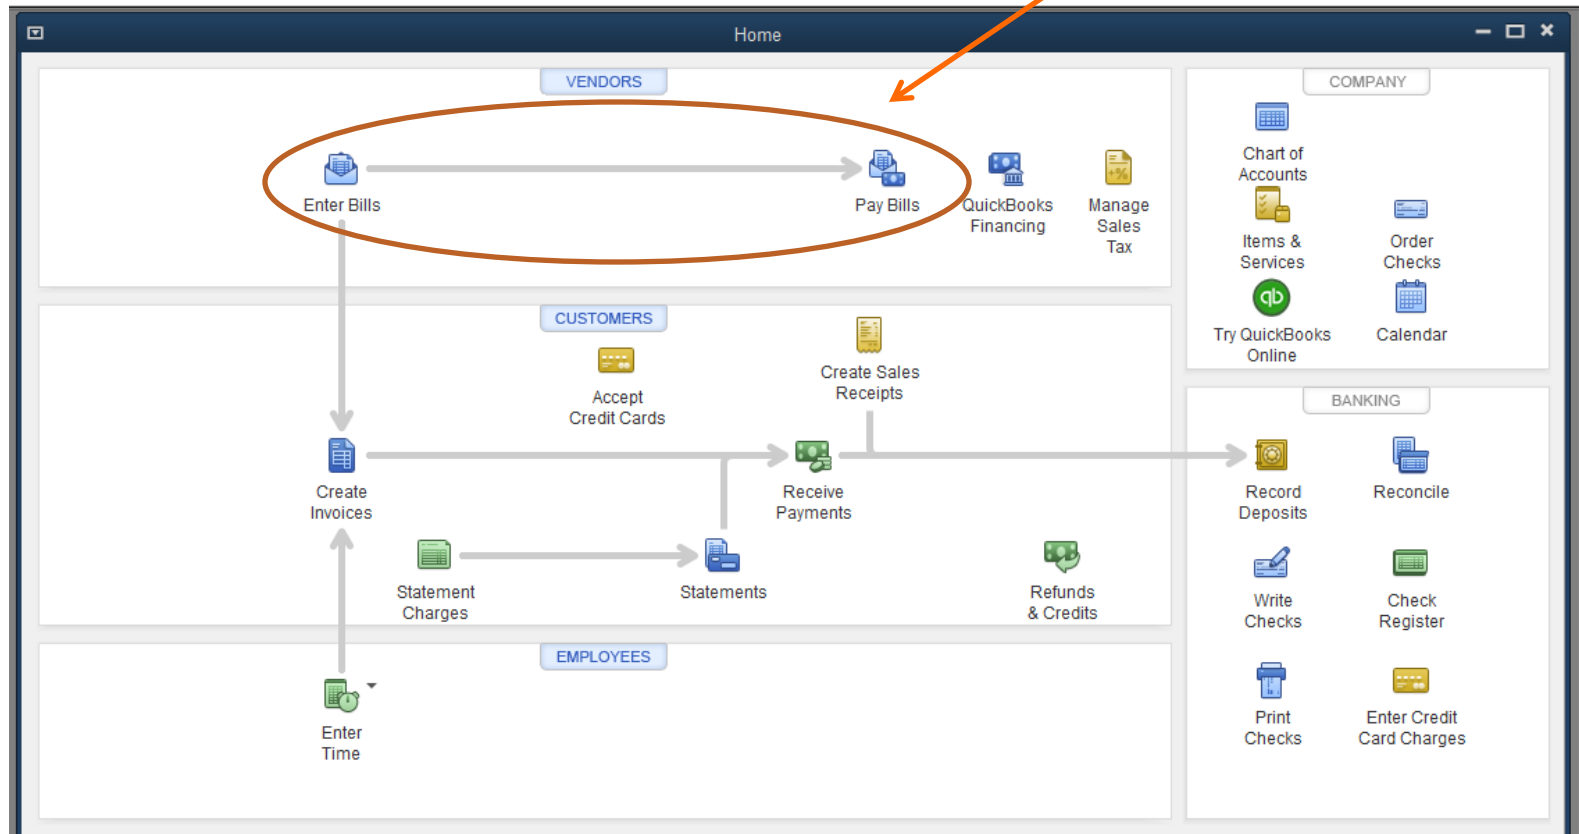 Home
VENDORS
Enter Bills
Pay Bills
QuickBooks
Financing
Manage
Sales
Tax
CUSTOMERS
Accept
Credit Cards
Create Sales
Receipts
Create
Invoices
Receive
Payments
Statement
Charges
Statements
Refunds
& Credits
EMPLOYEES
Enter
Time
COMPANY
Chart of
Accounts
Items &
Services
Order
Checks
qb
Try QuickBooks
Online
Calendar
BANKING
Record
Deposits
Reconcile
Write
Checks
Check
Register
Print
Checks
Enter Credit
Card Charges